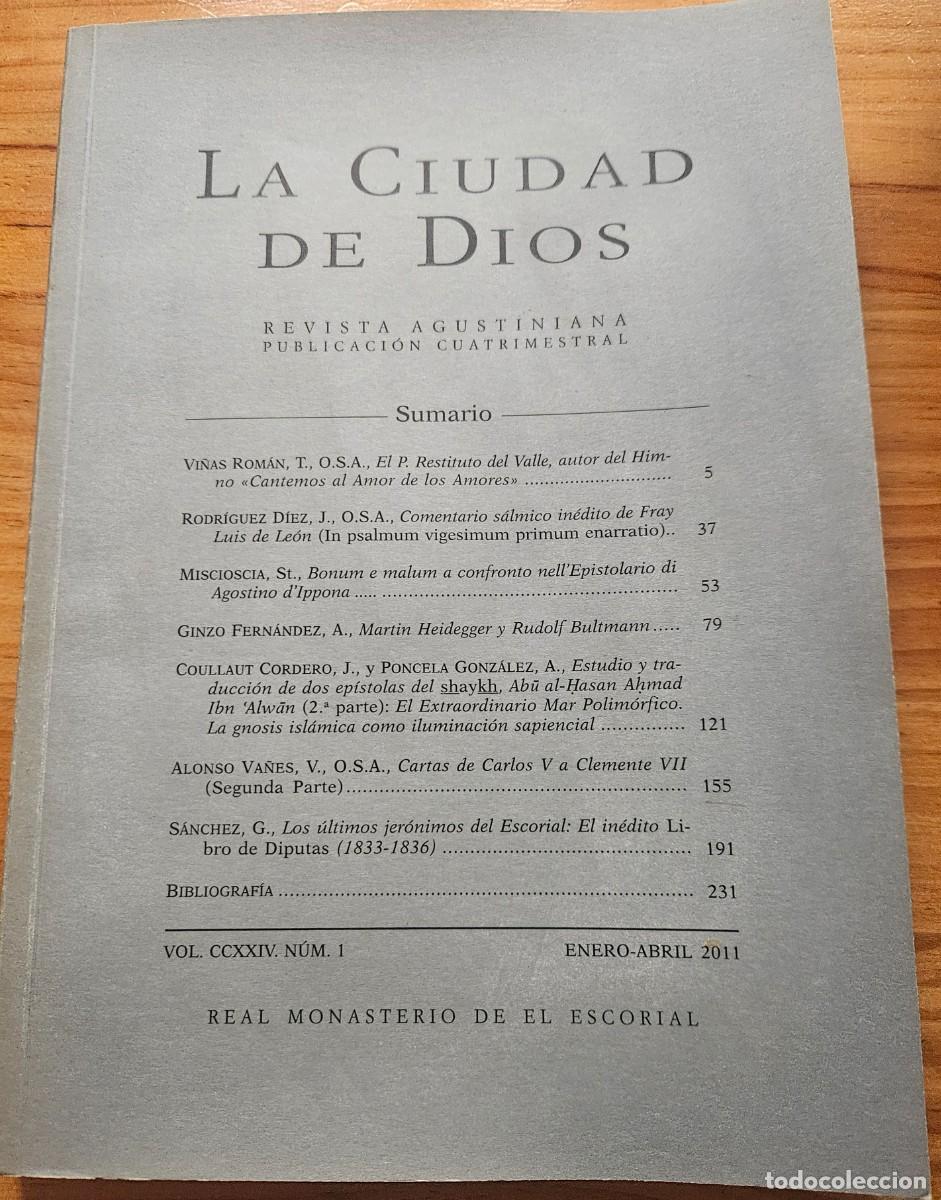 LA CIUDAD
DE DIOS
REVISTA AGUSTINIANA
PUBLICACIÓN CUATRIMESTRAL
Sumario
VIÑAS ROMÁN, T., O.S.A., El P. Restituto del Valle, autor del Him-
no «Cantemos al Amor de los Amores» ............................ 5
RODRÍGUEZ DÍEZ, J., O.S.A., Comentario sálmico inédito de Fray
Luis de León (In psalmum vigesimum primum enarratio).. 37
MISCIOSCIA, St., Bonum e malum a confronto nell'Epistolario di
Agostino d'Ippona ..... ....................................................... 53
GINZO FERNÁNDEZ, A., Martin Heidegger y Rudolf Bultmann..... 79
COULLAUT CORDERO, J., y PONCELA GONZÁLEZ, A., Estudio y tra-
ducción de dos epístolas del shaykh, Abū al-Ḥasan Aḥmad
Ibn ‘Alwān (2.ª parte): El Extraordinario Mar Polimórfico.
La gnosis islámica como iluminación sapiencial ............... 121
ALONSO VAÑES, V., O.S.A., Cartas de Carlos V a Clemente VII
(Segunda Parte)............................................................... 155
SÁNCHEZ, G., Los últimos jerónimos del Escorial: El inédito Li-
bro de Diputas (1833-1836) ............................................. 191
BIBLIOGRAFÍA ........................................................................... 231
VOL. CCXXIV. NÚM. 1 ENERO-ABRIL 2011
REAL MONASTERIO DE EL ESCORIAL
todocoleccion